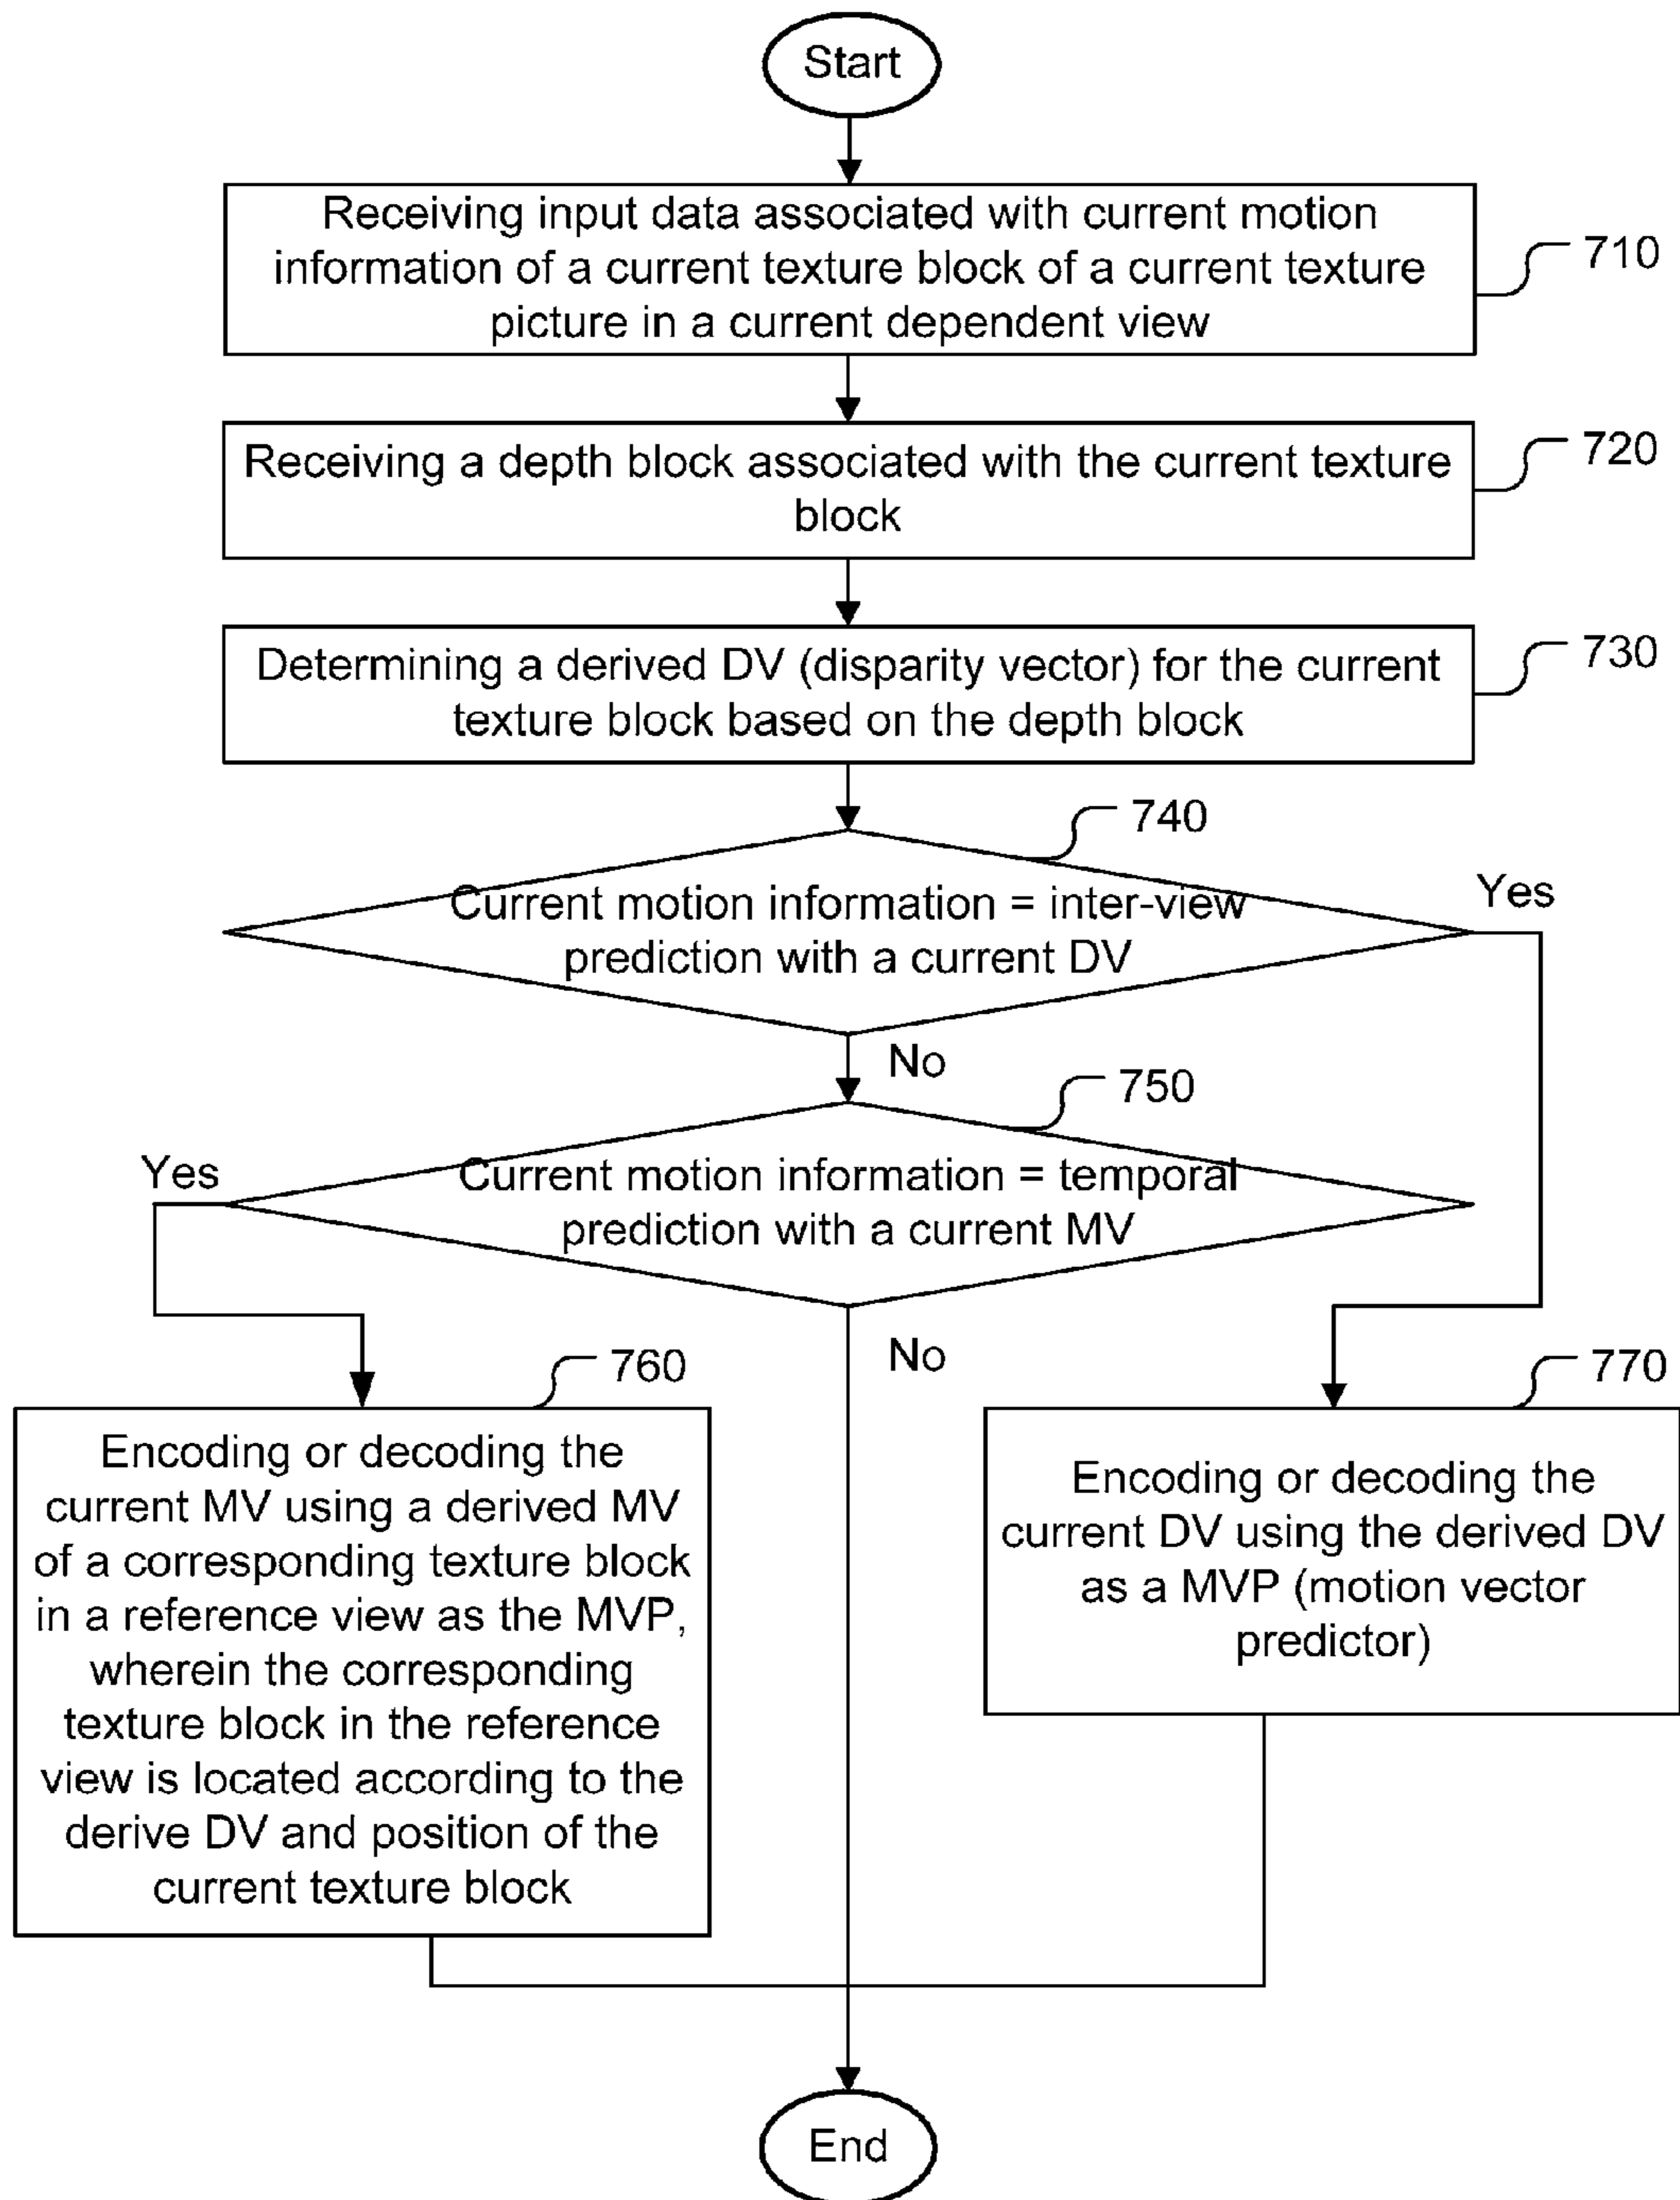 Start
Receiving input data associated with current motion
information of a current texture block of a current texture
picture in a current dependent view
710
Receiving a depth block associated with the current texture
block
720
Determining a derived DV (disparity vector) for the current
texture block based on the depth block
730
740
Current motion information = inter-view
prediction with a current DV
Yes
No
750
Current motion information = temporal
prediction with a current MV
Yes
No
760
Encoding or decoding the
current MV using a derived MV
of a corresponding texture block
in a reference view as the MVP,
wherein the corresponding
texture block in the reference
view is located according to the
derive DV and position of the
current texture block
770
Encoding or decoding the
current DV using the derived DV
as a MVP (motion vector
predictor)
End